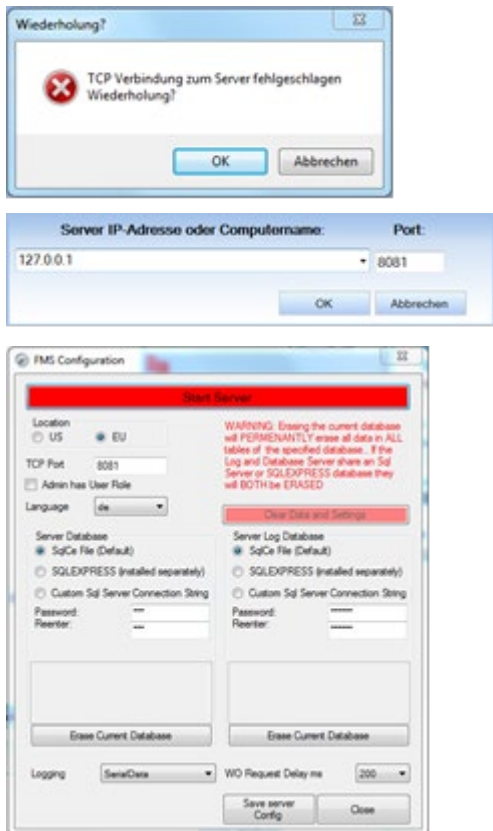 Wiederholung?
TCP Verbindung zum Server fehlgeschlagen
Wiederholung?
OK Abbrechen
Server IP-Adresse oder Computername: Port:
127.0.0.1 8081
OK Abbrechen
FMS Configuration
Start Server
Location
US EU
TCP Port 8081
Admin has User Role
Language de
WARNING: Erasing the current database
will PERMENANTLY erase all data in ALL
tables of the specified database.. If the
Log and Database Server share an Sql
Server or SQLEXPRESS database they
will BOTH be ERASED
Clear Data and Settings
Server Database
SqlCe File (Default)
SQLEXPRESS (installed separately)
Custom Sql Server Connection String
Password:
Reenter:
Erase Current Database
Server Log Database
SqlCe File (Default)
SQLEXPRESS (installed separately)
Custom Sql Server Connection String
Password:
Reenter:
Erase Current Database
Logging SerialData WO Request Delay ms 200
Save server
Config
Close